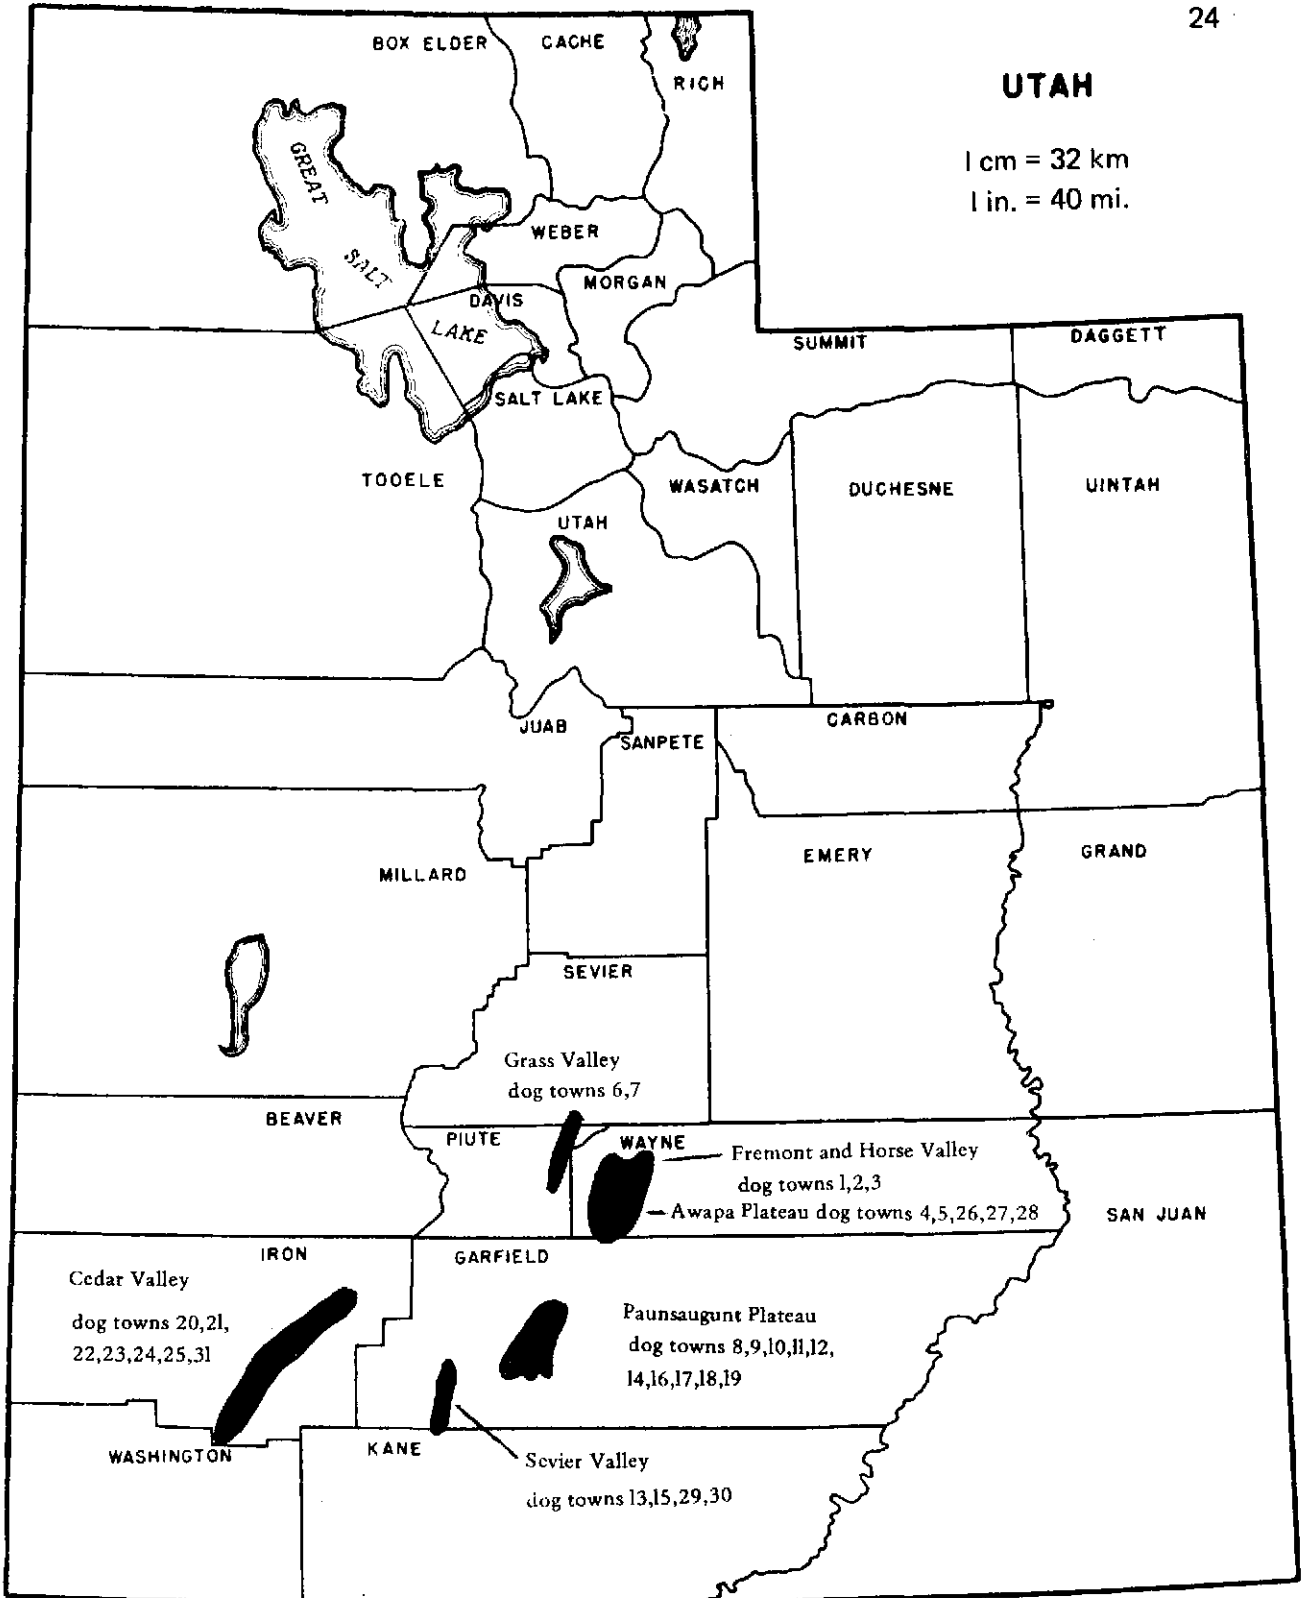 24
UTAH
1 cm = 32 km
1 in. = 40 mi.
BOX ELDER
CACHE
RICH
GREAT
SALT
LAKE
WEBER
MORGAN
DAVIS
SUMMIT
DAGGETT
SALT LAKE
TOOELE
WASATCH
DUCHESNE
UINTAH
UTAH
JUAB
SANPETE
CARBON
MILLARD
EMERY
GRAND
SEVIER
Grass Valley
dog towns 6,7
BEAVER
PIUTE
WAYNE
Fremont and Horse Valley
dog towns 1,2,3
Awapa Plateau dog towns 4,5,26,27,28
SAN JUAN
IRON
GARFIELD
Cedar Valley
dog towns 20,21,
22,23,24,25,31
Paunsaugunt Plateau
dog towns 8,9,10,11,12,
14,16,17,18,19
WASHINGTON
KANE
Sevier Valley
dog towns 13,15,29,30